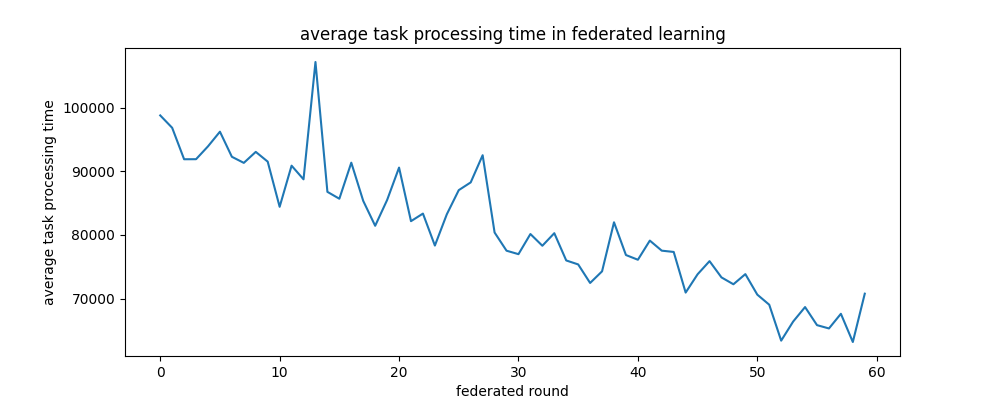 average task processing time in federated learning
average task processing time
100000
90000
80000
70000
0 10 20 30 40 50 60
federated round